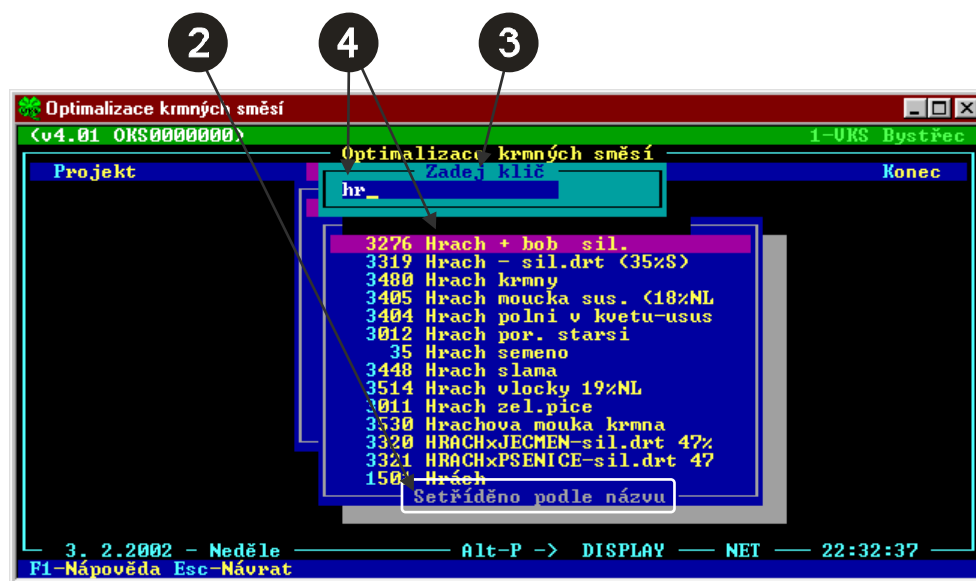 2 4 3
Optimalizace krmných směsí
(v4.01 OKS0000000) 1-VKS Bystřec
Optimalizace krmných směsí
Projekt Konec
Zadej klíč
hr_
3276 Hrach + bob sil.
3319 Hrach - sil.drt (35%S)
3480 Hrach krmny
3405 Hrach moucka sus. (18%NL
3404 Hrach polni v kvetu-usus
3012 Hrach por. starsi
35 Hrach semeno
3448 Hrach slama
3514 Hrach vlocky 19%NL
3011 Hrach zel.pice
3530 Hrachova mouka krmna
3320 HRACHxJECMEN-sil.drt 47%
3321 HRACHxPSENICE-sil.drt 47
Hrách
Setříděno podle názvu
3. 2.2002 - Neděle Alt-P -> DISPLAY NET 22:32:37
F1-Nápověda Esc-Návrat